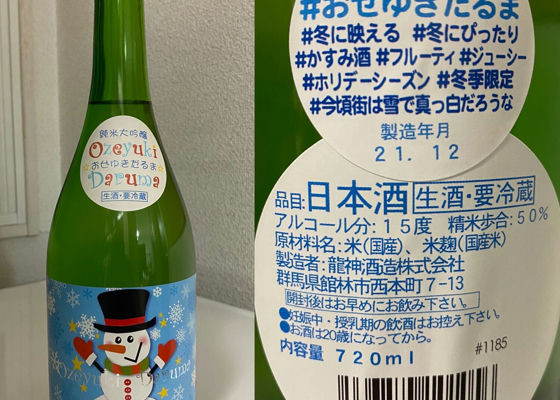 純米大吟醸
Ozeyuki
おぜゆきだるま
Daruma
生酒・要冷蔵
Ozeyuki Daruma
#おぜゆきだるま
#冬に映える #冬にぴったり
#かすみ酒 #フルーティ #ジューシー
#ホリデーシーズン #冬季限定
#今頃街は雪で真っ白だろうな
製造年月
21.12
品目:日本酒 生酒・要冷蔵
アルコール分:15度 精米歩合:50%
原材料名:米(国産)、米麹(国産米)
製造者:龍神酒造株式会社
群馬県館林市西本町7-13
開封後はお早めにお飲み下さい。
●妊娠中・授乳期の飲酒はお控え下さい。
●お酒は20歳になってから。
内容量 720ml
#1185